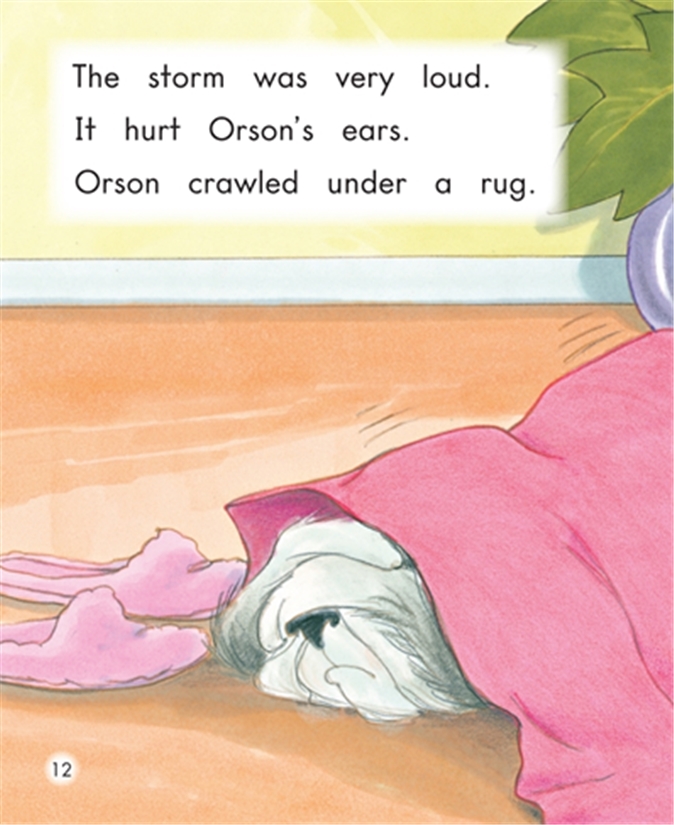 The storm was very loud.
It hurt Orson's ears.
Orson crawled under a rug.
12